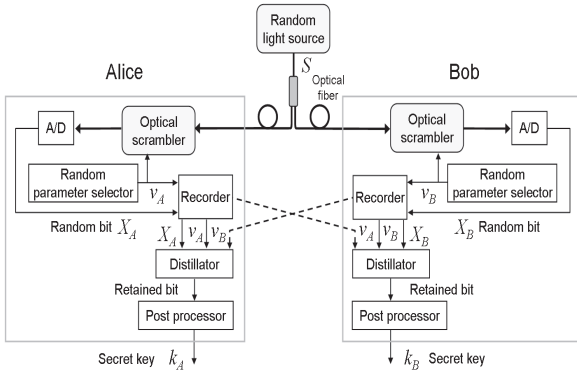 Random
light source
S
Optical
fiber
Alice
Bob
A/D
Optical
scrambler
Optical
scrambler
A/D
Random
parameter selector
v_A
Recorder
Recorder
v_B
Random
parameter selector
Random bit X_A
X_B Random bit
X_A v_A v_B
v_A v_B X_B
Distillator
Distillator
Retained bit
Retained bit
Post processor
Post processor
Secret key k_A
k_B Secret key